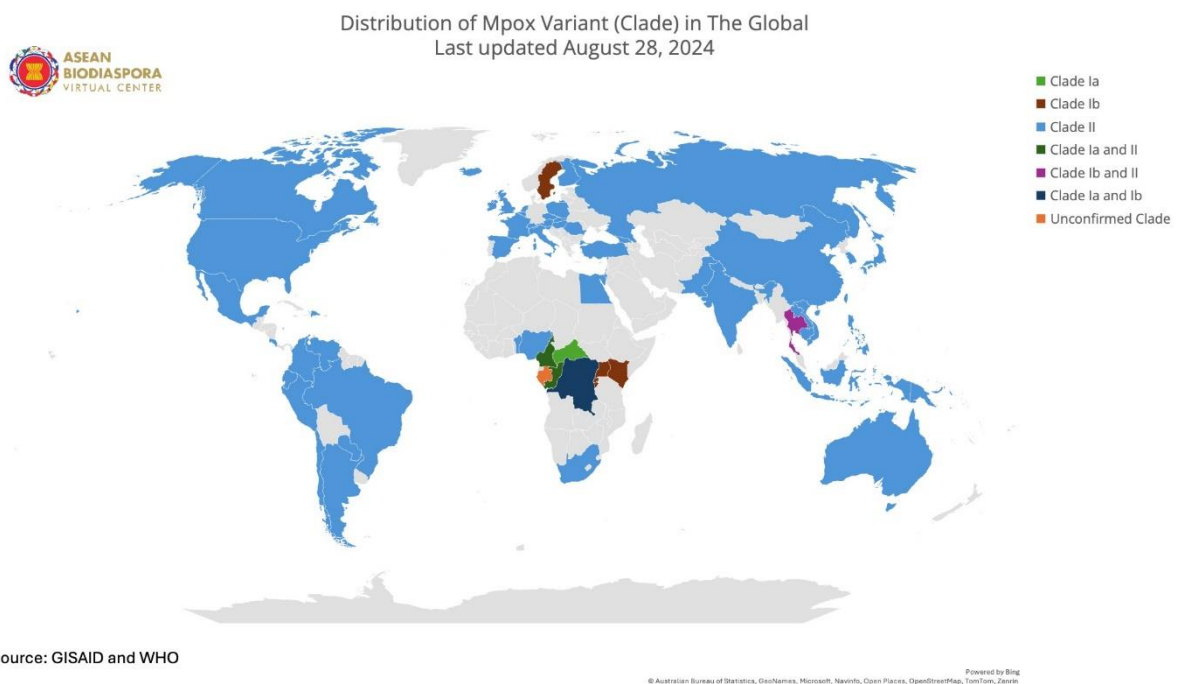 Distribution of Mpox Variant (Clade) in The Global
Last updated August 28, 2024
ASEAN
BIODIASPORA
VIRTUAL CENTER
Clade Ia
Clade Ib
Clade II
Clade Ia and II
Clade Ib and II
Clade Ia and Ib
Unconfirmed Clade
ource: GISAID and WHO
Powered by Bing
© Australian Bureau of Statistics, GeoNames, Microsoft, Navinfo, Open Places, OpenStreetMap, TomTom, Zenrin